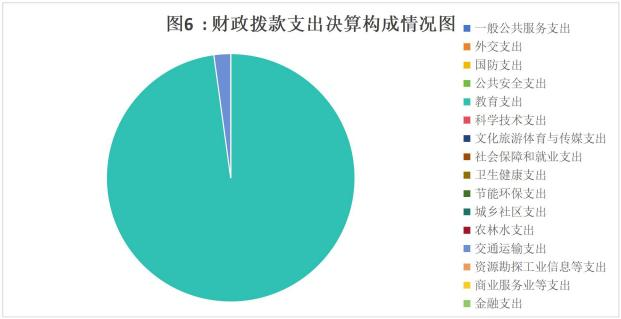 图6 :财政拨款支出决算构成情况图
一般公共服务支出
外交支出
国防支出
公共安全支出
教育支出
科学技术支出
文化旅游体育与传媒支出
社会保障和就业支出
卫生健康支出
节能环保支出
城乡社区支出
农林水支出
交通运输支出
资源勘探工业信息等支出
商业服务业等支出
金融支出